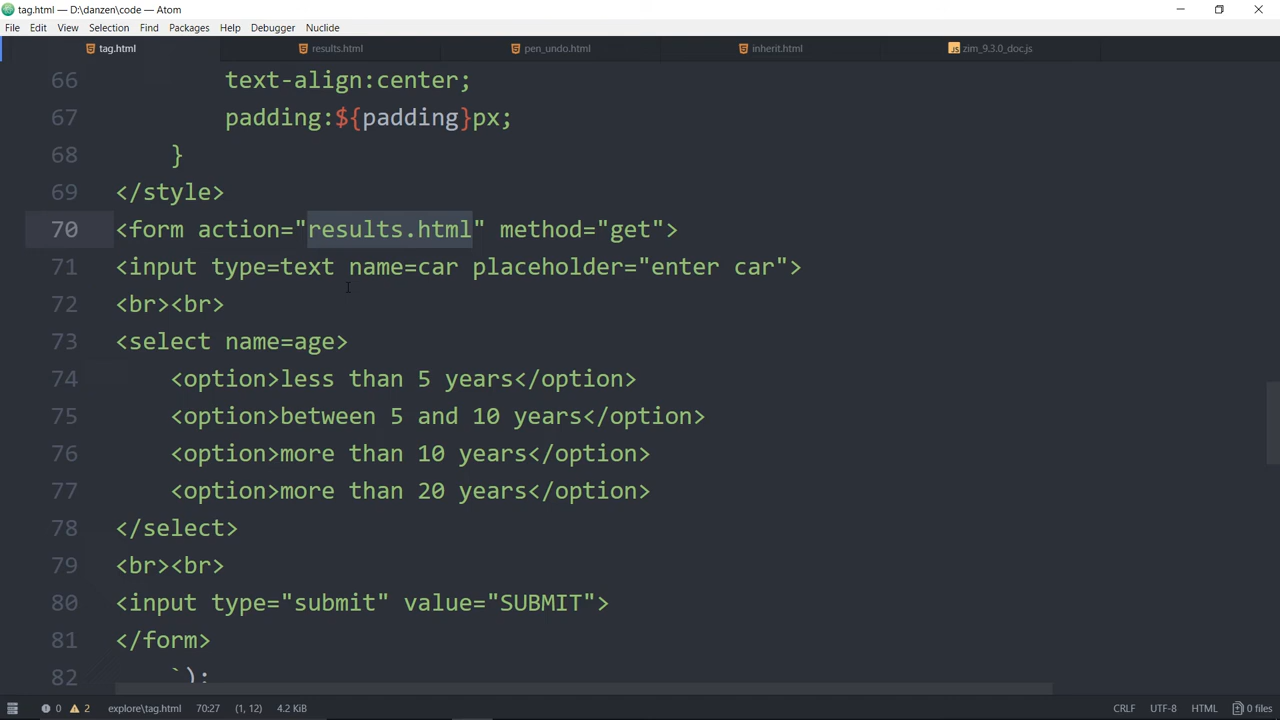 tag.html — D:\danzen\code — Atom
File Edit View Selection Find Packages Help Debugger Nuclide
tag.html results.html pen_undo.html inherit.html zim_9.3.0_doc.js
66 text-align:center;
67 padding:${padding}px;
68 }
69 </style>
70 <form action="results.html" method="get">
71 <input type=text name=car placeholder="enter car">
72 <br><br>
73 <select name=age>
74 <option>less than 5 years</option>
75 <option>between 5 and 10 years</option>
76 <option>more than 10 years</option>
77 <option>more than 20 years</option>
78 </select>
79 <br><br>
80 <input type="submit" value="SUBMIT">
81 </form>
82 `);
0 2 explore\tag.html 70:27 (1, 12) 4.2 KiB CRLF UTF-8 HTML 0 files